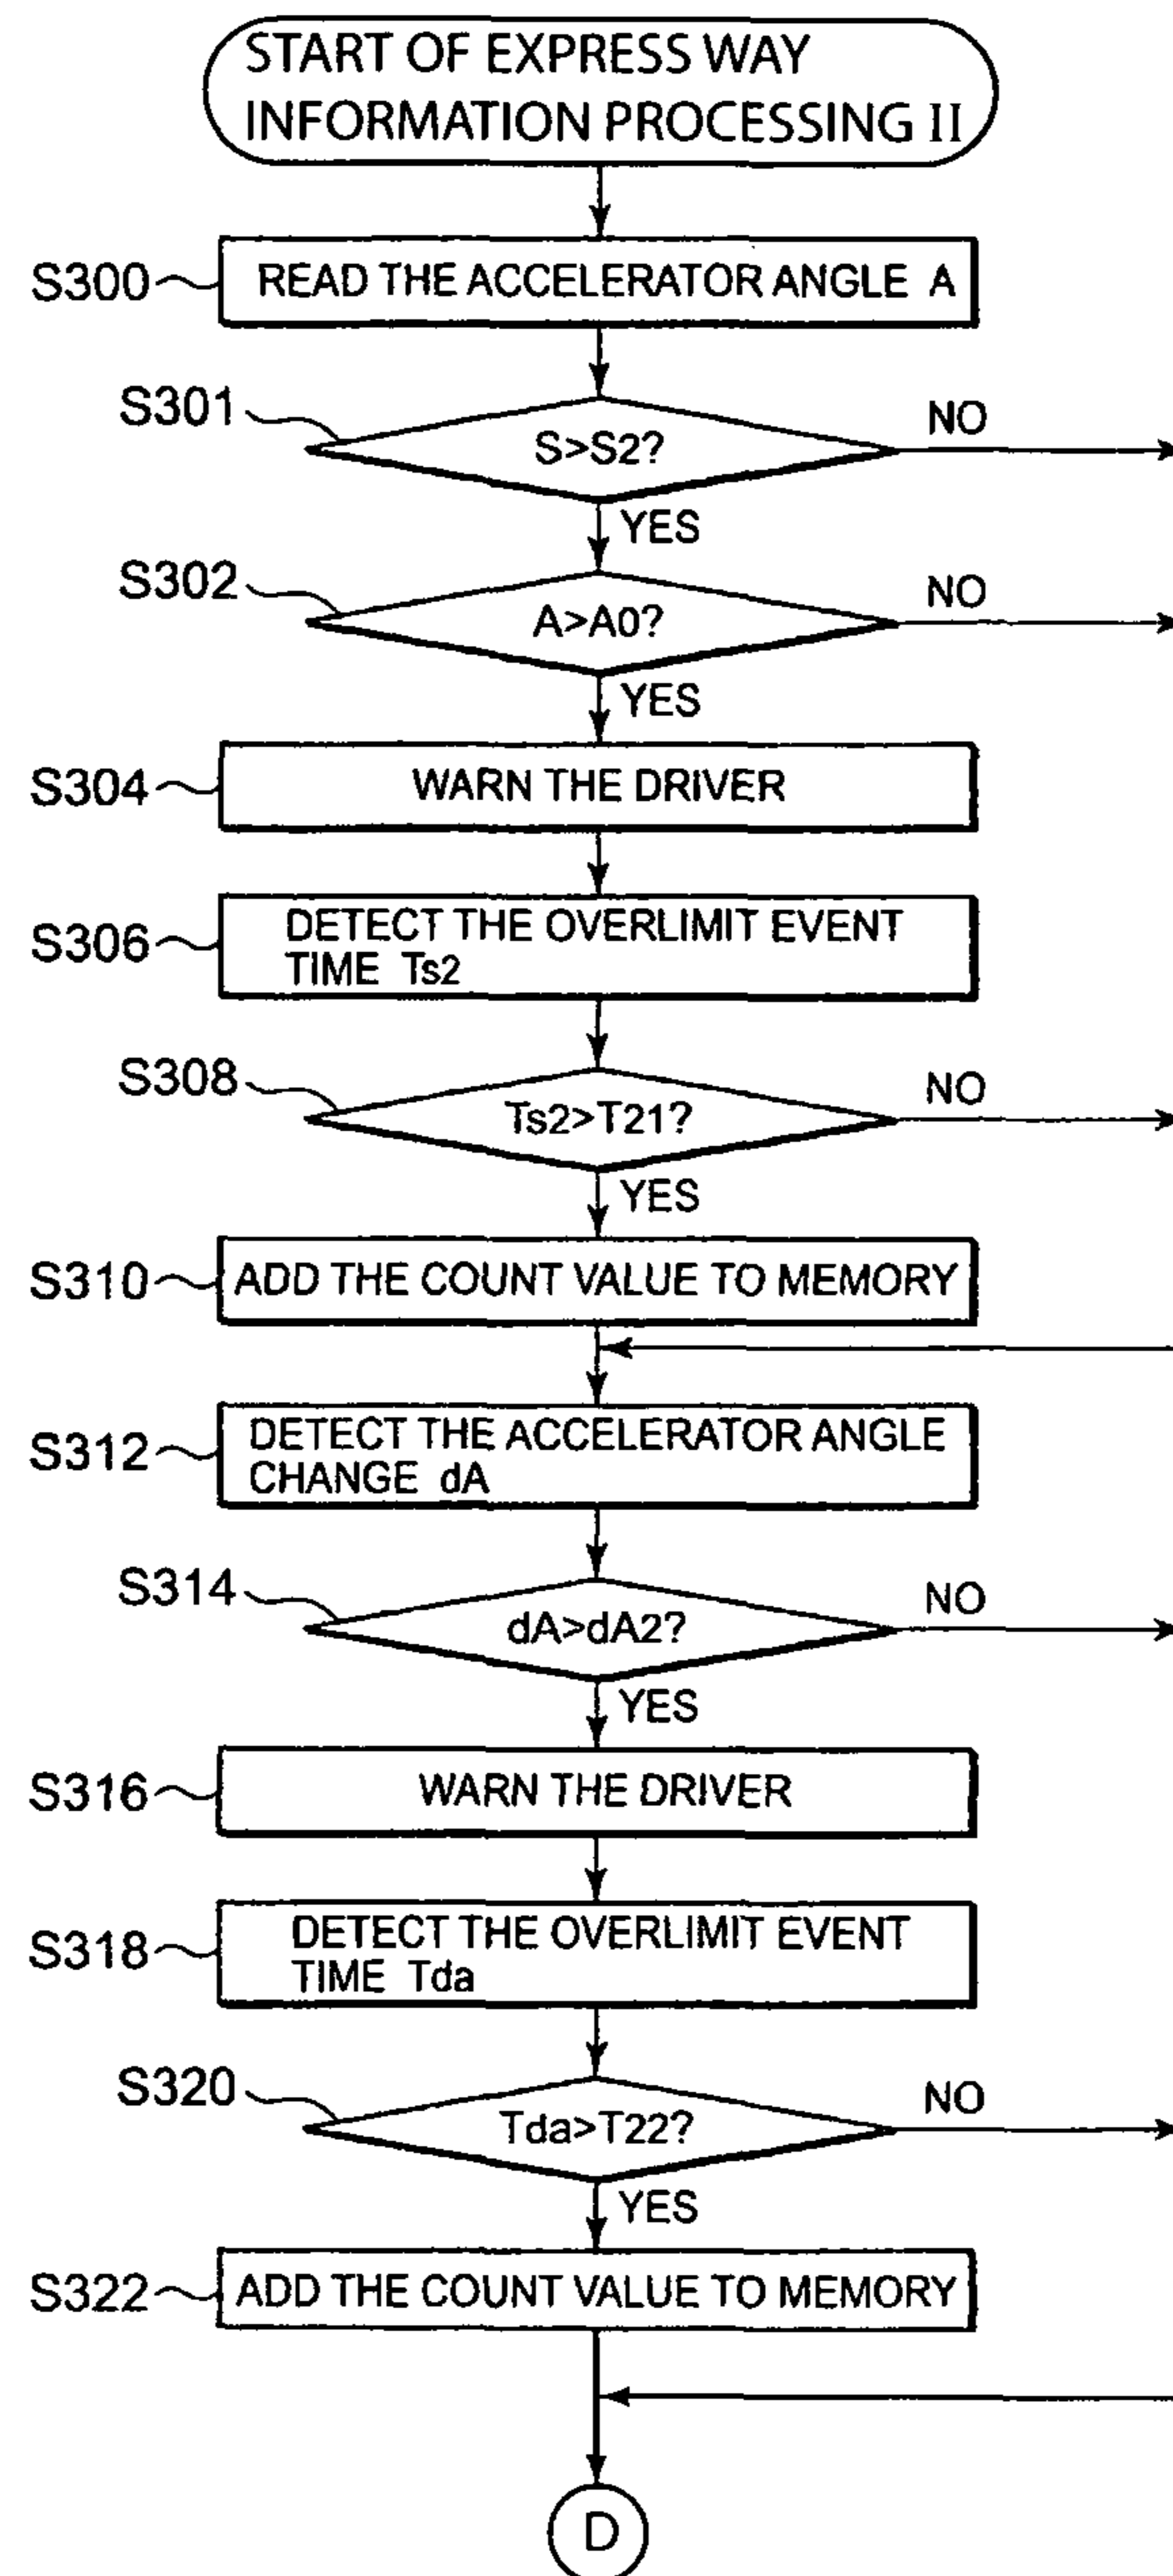 START OF EXPRESS WAY
INFORMATION PROCESSING II
S300
READ THE ACCELERATOR ANGLE A
S301
S>S2?
NO
YES
S302
A>A0?
NO
YES
S304
WARN THE DRIVER
S306
DETECT THE OVERLIMIT EVENT
TIME Ts2
S308
Ts2>T21?
NO
YES
S310
ADD THE COUNT VALUE TO MEMORY
S312
DETECT THE ACCELERATOR ANGLE
CHANGE dA
S314
dA>dA2?
NO
YES
S316
WARN THE DRIVER
S318
DETECT THE OVERLIMIT EVENT
TIME Tda
S320
Tda>T22?
NO
YES
S322
ADD THE COUNT VALUE TO MEMORY
D